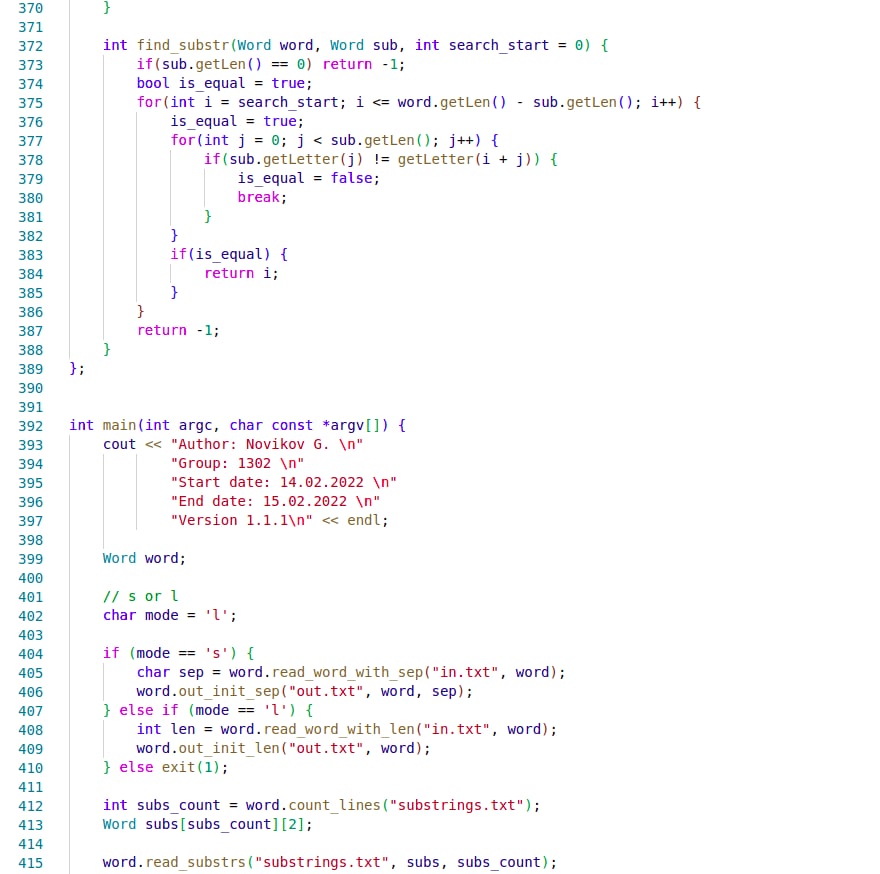 370 }
371
372 int find_substr(Word word, Word sub, int search_start = 0) {
373 if(sub.getLen() == 0) return -1;
374 bool is_equal = true;
375 for(int i = search_start; i <= word.getLen() - sub.getLen(); i++) {
376 is_equal = true;
377 for(int j = 0; j < sub.getLen(); j++) {
378 if(sub.getLetter(j) != getLetter(i + j)) {
379 is_equal = false;
380 break;
381 }
382 }
383 if(is_equal) {
384 return i;
385 }
386 }
387 return -1;
388 }
389 };
390
391
392 int main(int argc, char const *argv[]) {
393 cout << "Author: Novikov G. \n"
394 "Group: 1302 \n"
395 "Start date: 14.02.2022 \n"
396 "End date: 15.02.2022 \n"
397 "Version 1.1.1\n" << endl;
398
399 Word word;
400
401 // s or l
402 char mode = 'l';
403
404 if (mode == 's') {
405 char sep = word.read_word_with_sep("in.txt", word);
406 word.out_init_sep("out.txt", word, sep);
407 } else if (mode == 'l') {
408 int len = word.read_word_with_len("in.txt", word);
409 word.out_init_len("out.txt", word);
410 } else exit(1);
411
412 int subs_count = word.count_lines("substrings.txt");
413 Word subs[subs_count][2];
414
415 word.read_substrs("substrings.txt", subs, subs_count);